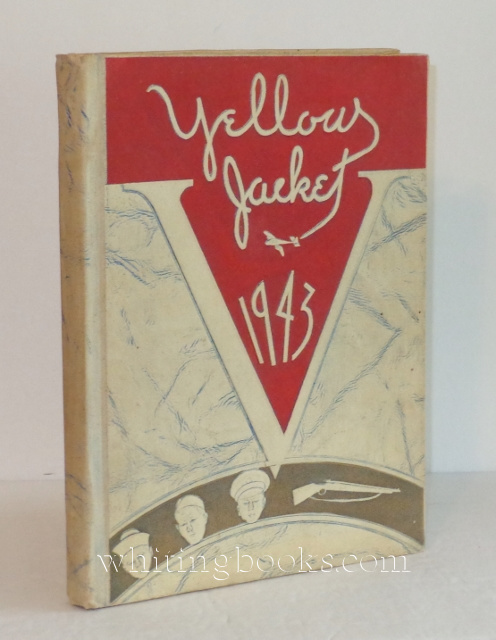 Yellow
Jacket
V
1943
whitingbooks.com